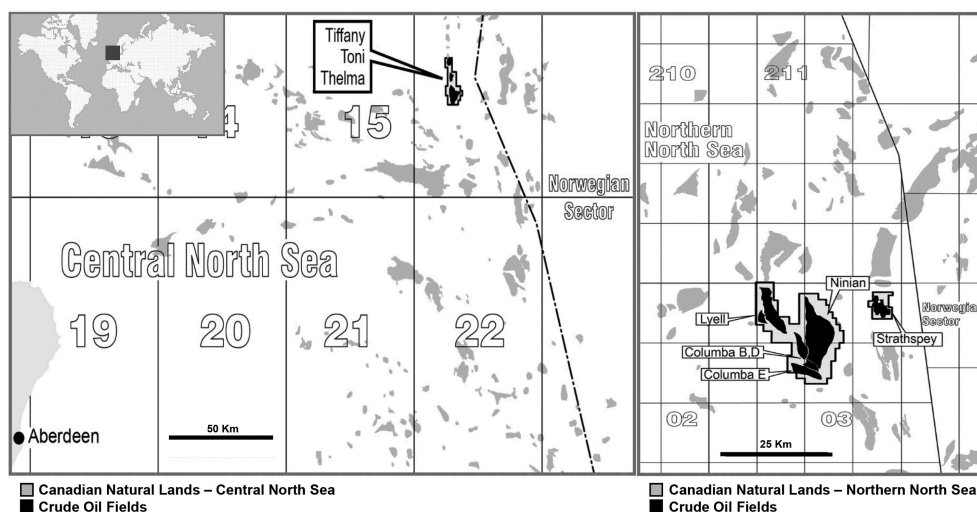 Tiffany
Toni
Thelma
15
Norwegian
Sector
Central North Sea
19
20
21
22
Aberdeen
50 Km
Canadian Natural Lands – Central North Sea
Crude Oil Fields
210
211
Northern
North Sea
Ninian
Lyell
Norwegian
Sector
Strathspey
Columba B,D
Columba E
02
03
25 Km
Canadian Natural Lands – Northern North Sea
Crude Oil Fields